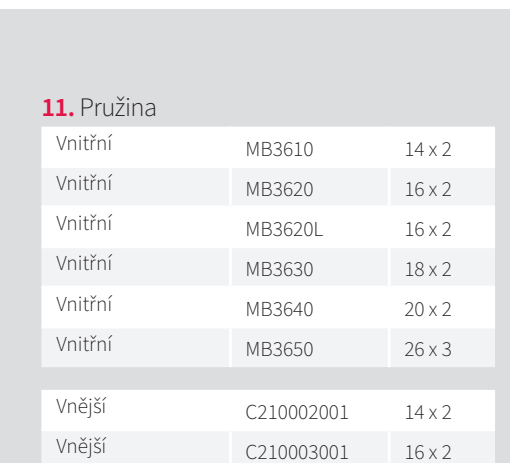 11. Pružina
Vnitřní MB3610 14 x 2
Vnitřní MB3620 16 x 2
Vnitřní MB3620L 16 x 2
Vnitřní MB3630 18 x 2
Vnitřní MB3640 20 x 2
Vnitřní MB3650 26 x 3
Vnější C210002001 14 x 2
Vnější C210003001 16 x 2